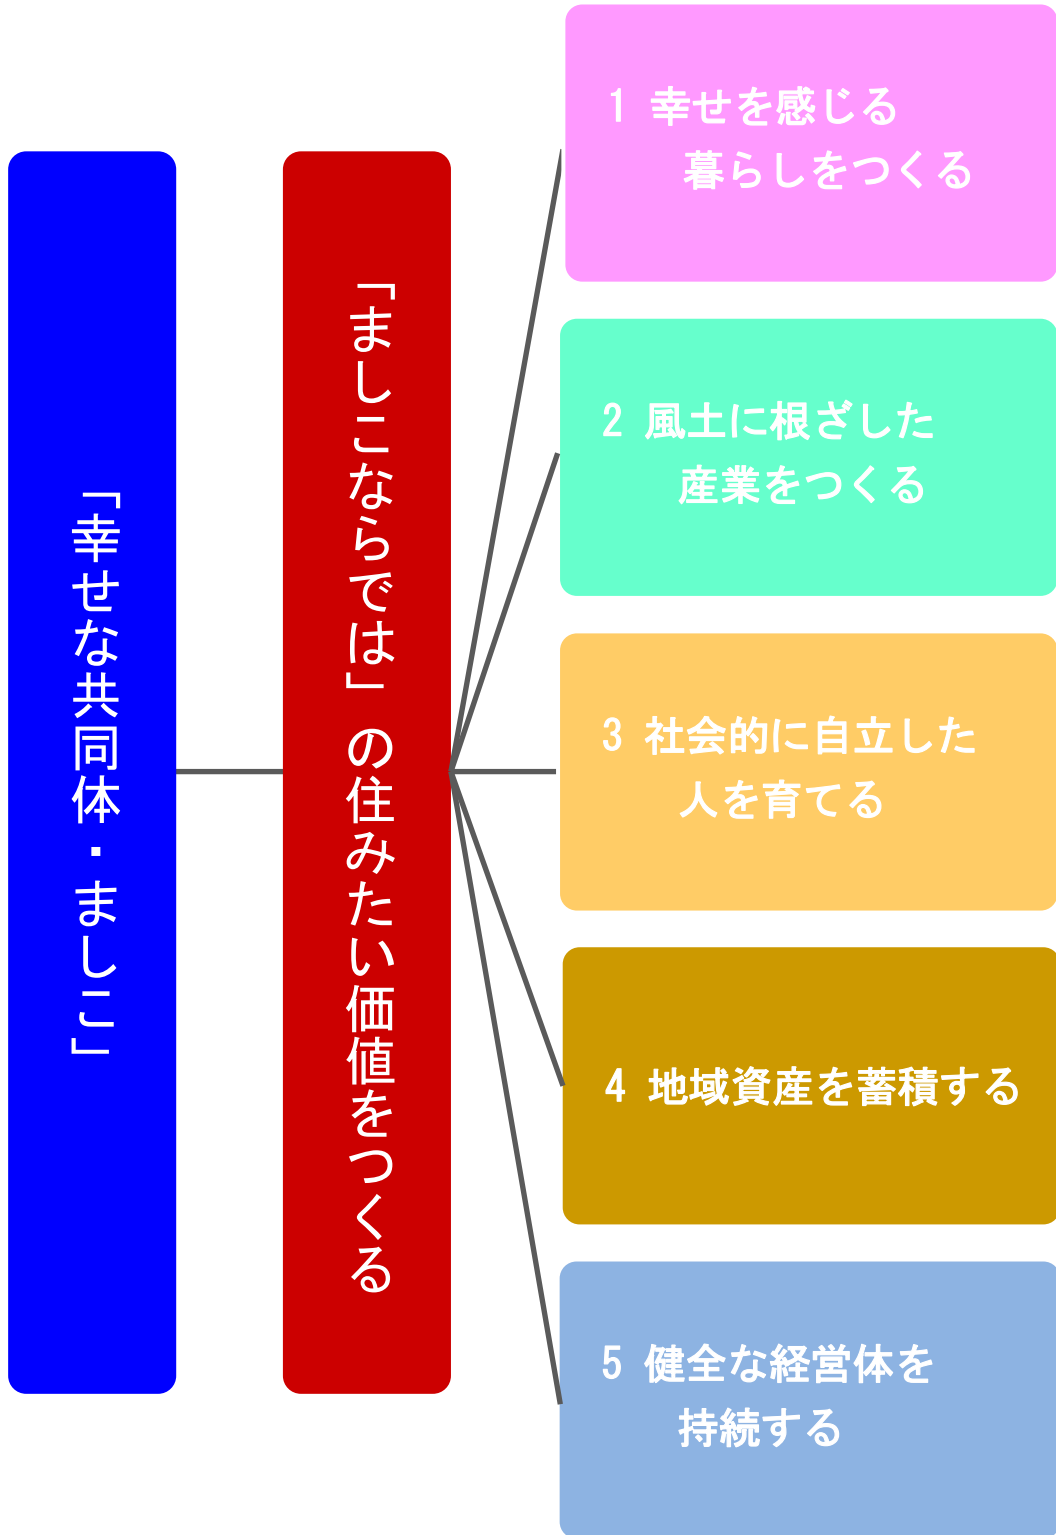 「幸せな共同体・ましこ」
「ましこならでは」の住みたい価値をつくる
1 幸せを感じる
暮らしをつくる
2 風土に根ざした
産業をつくる
3 社会的に自立した
人を育てる
4 地域資産を蓄積する
5 健全な経営体を
持続する